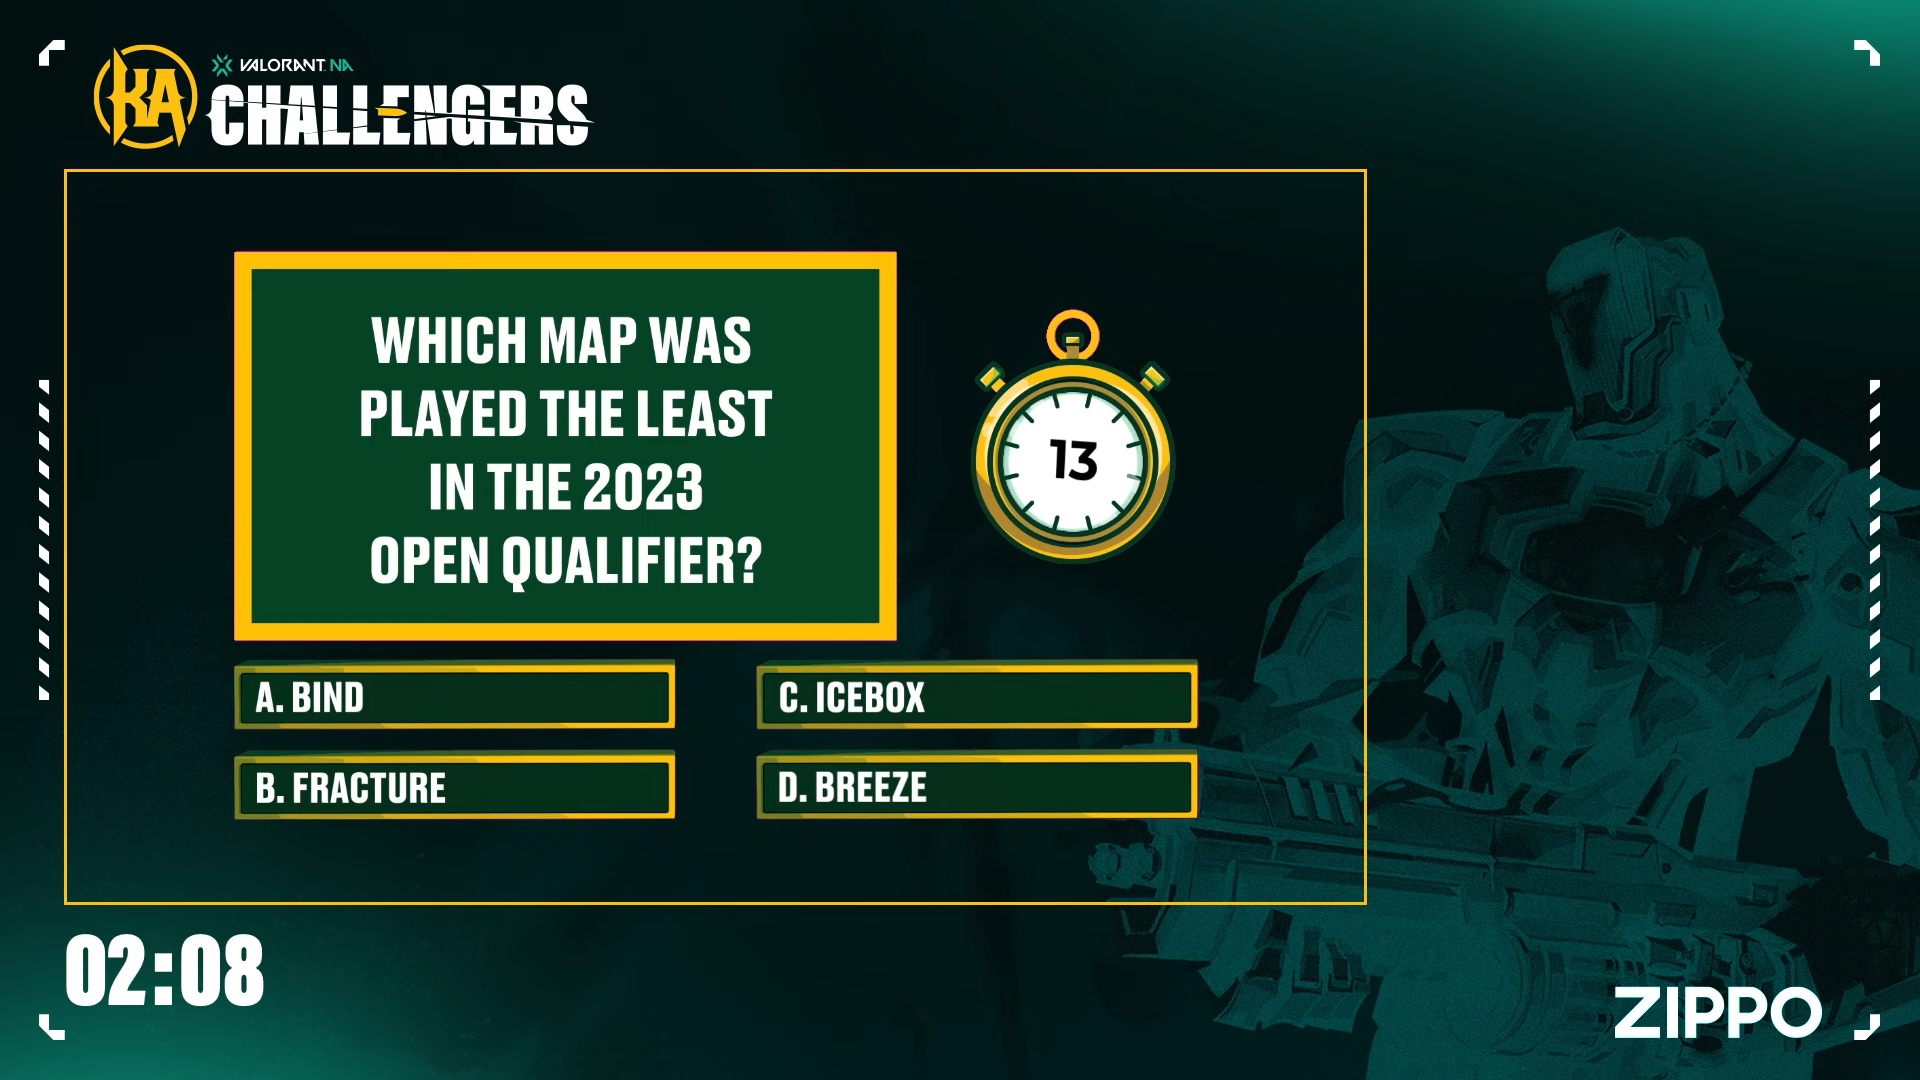 KA
VALORANT NA
CHALLENGERS
WHICH MAP WAS
PLAYED THE LEAST
IN THE 2023
OPEN QUALIFIER?
13
A. BIND
C. ICEBOX
B. FRACTURE
D. BREEZE
02:08
ZIPPO